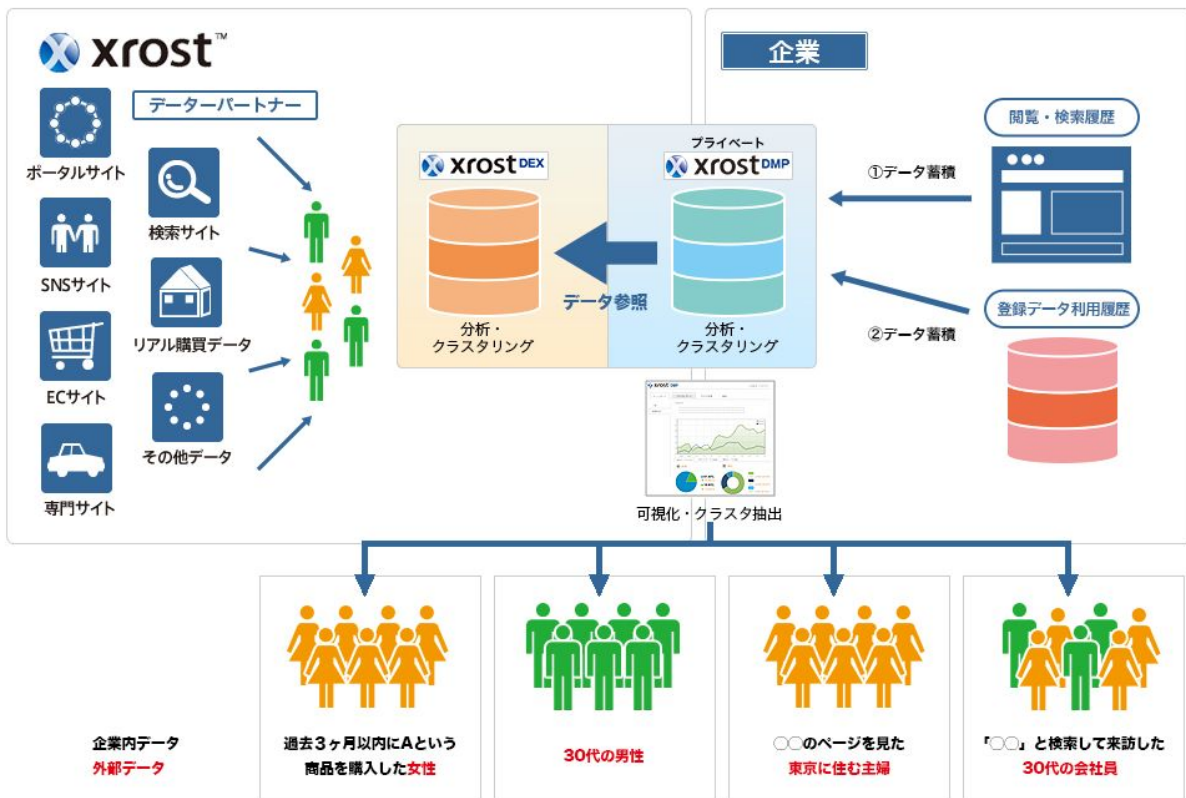 xrost™
企業
データーパートナー
ポータルサイト
検索サイト
SNSサイト
リアル購買データ
ECサイト
その他データ
専門サイト
xrost DEX
分析・
クラスタリング
データ参照
プライベート
xrost DMP
分析・
クラスタリング
①データ蓄積
②データ蓄積
閲覧・検索履歴
登録データ利用履歴
xrost DMP
可視化・クラスタ抽出
企業内データ
外部データ
過去3ヶ月以内にAという
商品を購入した女性
30代の男性
○○のページを見た
東京に住む主婦
「○○」と検索して来訪した
30代の会社員